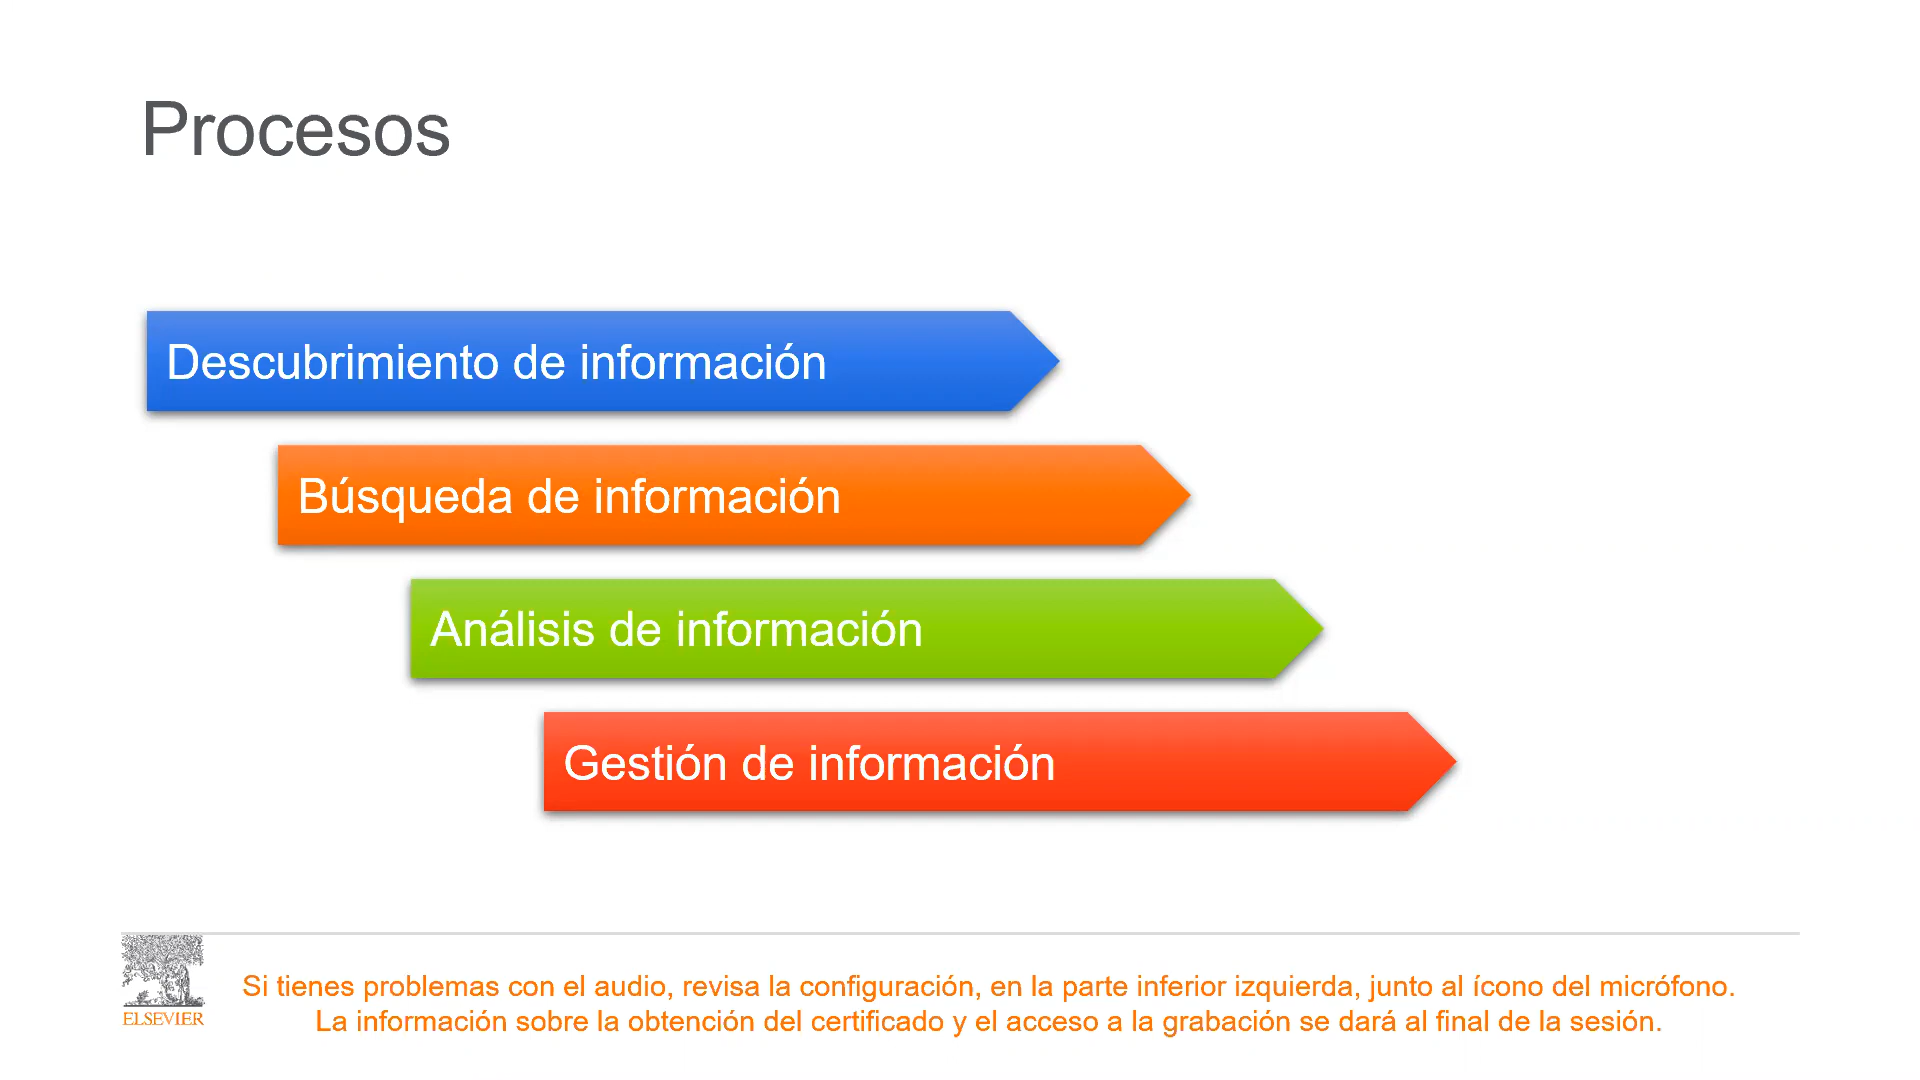 Procesos
Descubrimiento de información
Búsqueda de información
Análisis de información
Gestión de información
ELSEVIER
Si tienes problemas con el audio, revisa la configuración, en la parte inferior izquierda, junto al ícono del micrófono.
La información sobre la obtención del certificado y el acceso a la grabación se dará al final de la sesión.